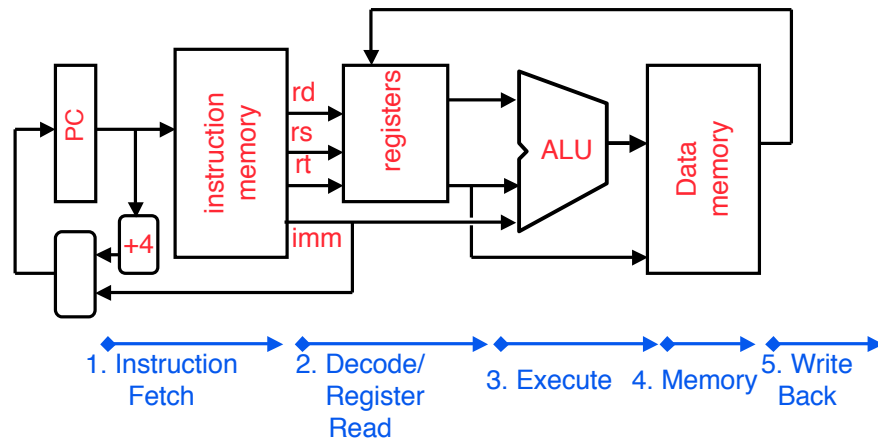 PC
+4
instruction
memory
rd
rs
rt
imm
registers
ALU
Data
memory
1. Instruction
Fetch
2. Decode/
Register
Read
3. Execute
4. Memory
5. Write
Back